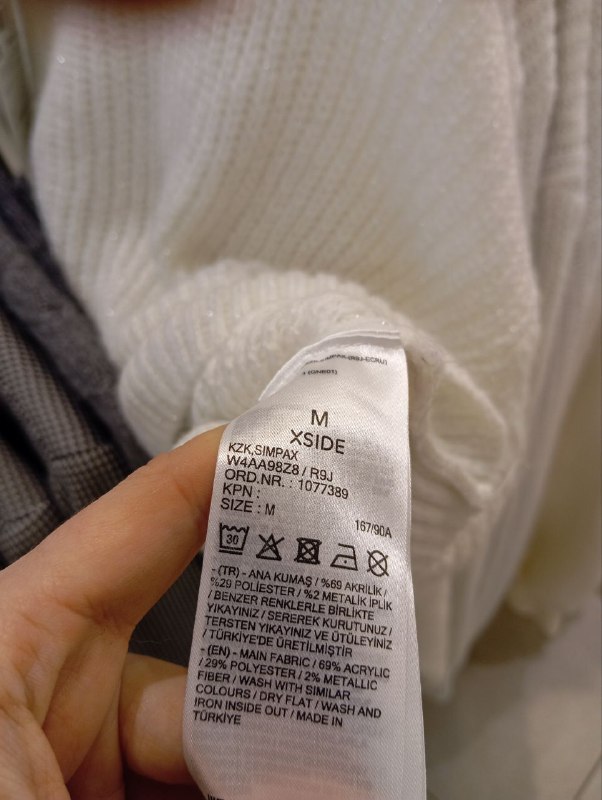 M
XSIDE
KZK,SIMPAX
W4AA98Z8 / R9J
ORD.NR. : 1077389
KPN :
SIZE : M
167/90A
30
- (TR) - ANA KUMAŞ / %69 AKRİLİK /
%29 POLİESTER / %2 METALİK İPLİK
/ BENZER RENKLERLE BİRLİKTE
YIKAYINIZ / SEREREK KURUTUNUZ /
TERSTEN YIKAYINIZ VE ÜTÜLEYİNİZ
/ TÜRKİYE'DE ÜRETİLMİŞTİR
- (EN) - MAIN FABRIC / 69% ACRYLIC
/ 29% POLYESTER / 2% METALLIC
FIBER / WASH WITH SIMILAR
COLOURS / DRY FLAT / WASH AND
IRON INSIDE OUT / MADE IN
TÜRKİYE